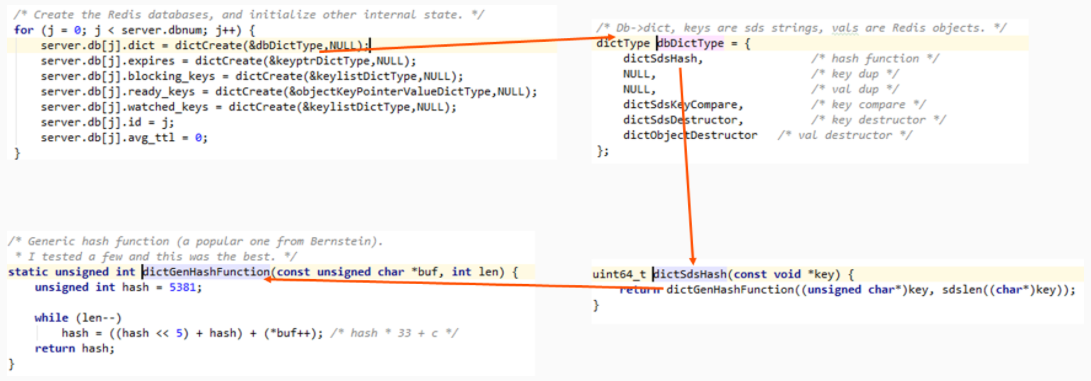 /* Create the Redis databases, and initialize other internal state. */
for (j = 0; j < server.dbnum; j++) {
    server.db[j].dict = dictCreate(&dbDictType,NULL);
    server.db[j].expires = dictCreate(&keyptrDictType,NULL);
    server.db[j].blocking_keys = dictCreate(&keylistDictType,NULL);
    server.db[j].ready_keys = dictCreate(&objectKeyPointerValueDictType,NULL);
    server.db[j].watched_keys = dictCreate(&keylistDictType,NULL);
    server.db[j].id = j;
    server.db[j].avg_ttl = 0;
}
/* Db->dict, keys are sds strings, vals are Redis objects. */
dictType dbDictType = {
    dictSdsHash,                /* hash function */
    NULL,                       /* key dup */
    NULL,                       /* val dup */
    dictSdsKeyCompare,          /* key compare */
    dictSdsDestructor,          /* key destructor */
    dictObjectDestructor   /* val destructor */
};
/* Generic hash function (a popular one from Bernstein).
 * I tested a few and this was the best. */
static unsigned int dictGenHashFunction(const unsigned char *buf, int len) {
    unsigned int hash = 5381;

    while (len--)
        hash = ((hash << 5) + hash) + (*buf++); /* hash * 33 + c */
    return hash;
}
uint64_t dictSdsHash(const void *key) {
    return dictGenHashFunction((unsigned char*)key, sdslen((char*)key));
}